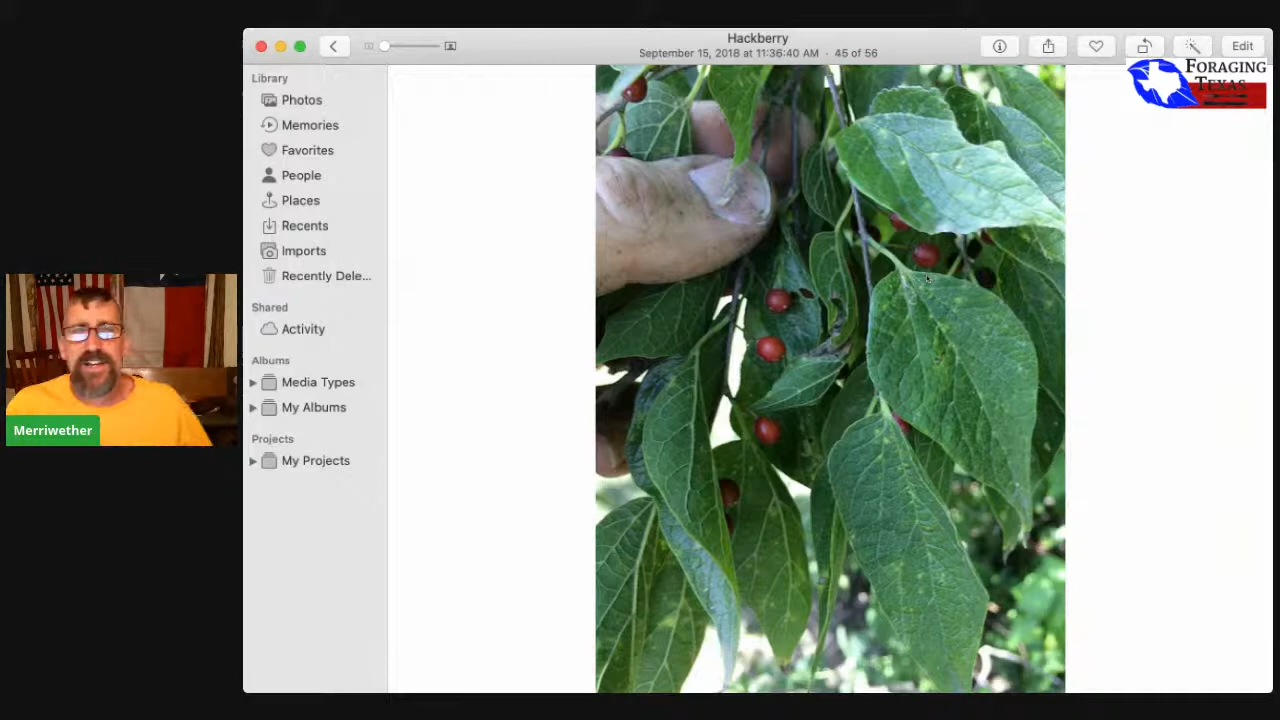 Hackberry
September 15, 2018 at 11:36:40 AM · 45 of 56
Edit
FORAGING
TEXAS
Library
Photos
Memories
Favorites
People
Places
Recents
Imports
Recently Dele...
Shared
Activity
Albums
Media Types
My Albums
Projects
My Projects
Merriwether